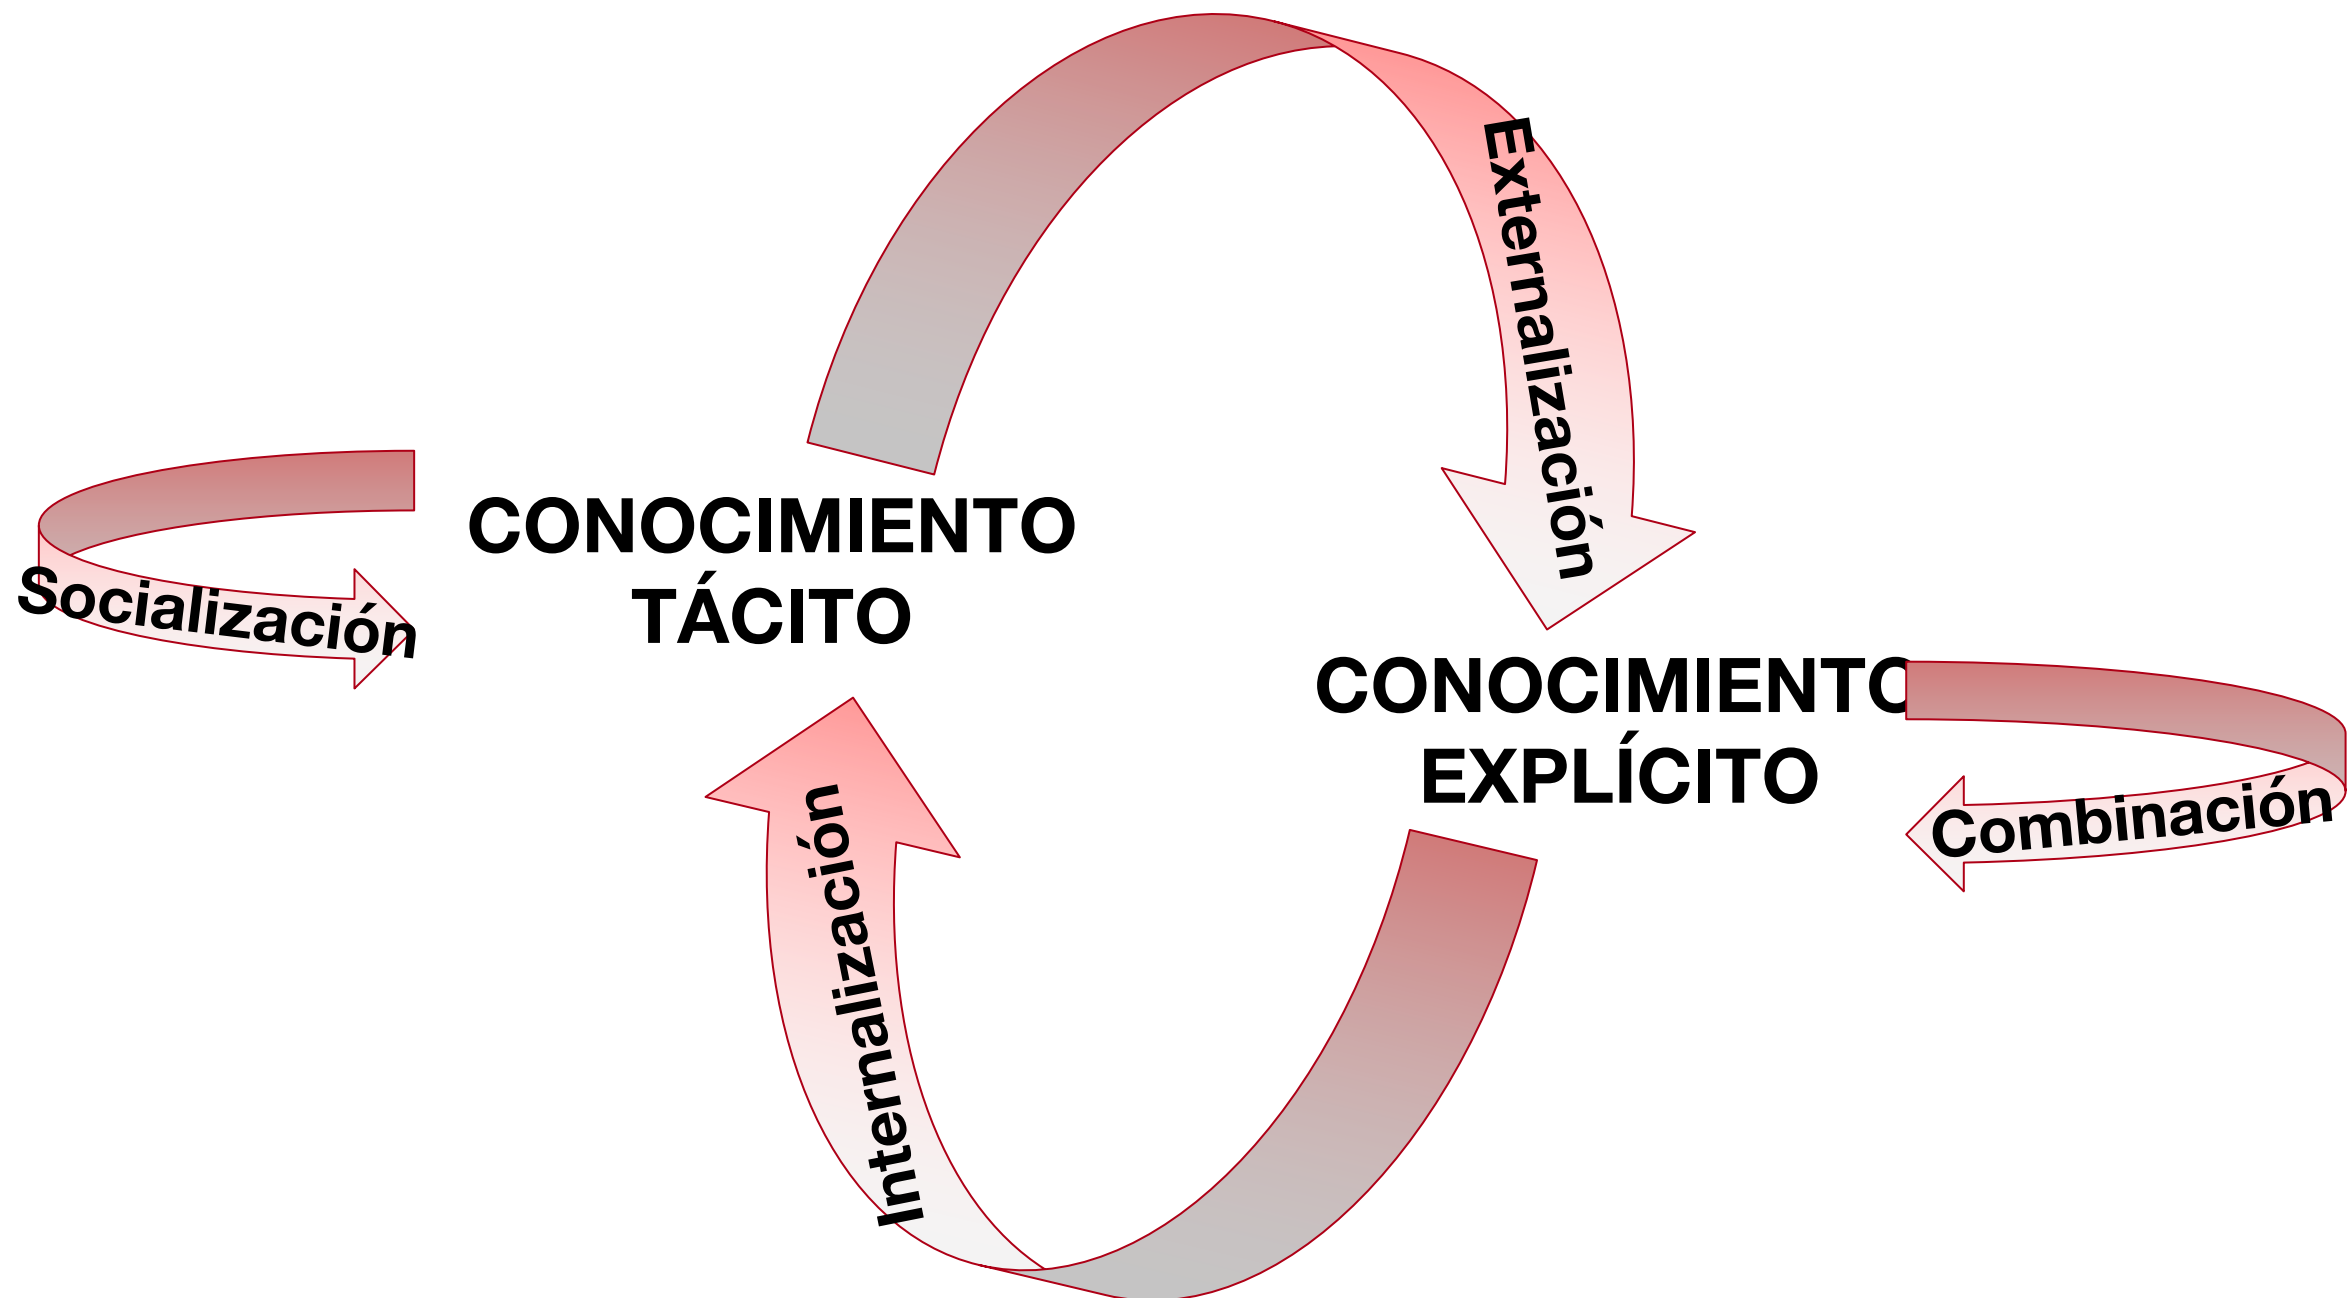 Externalización
CONOCIMIENTO
TÁCITO
Socialización
CONOCIMIENTO
EXPLÍCITO
Combinación
Internalización